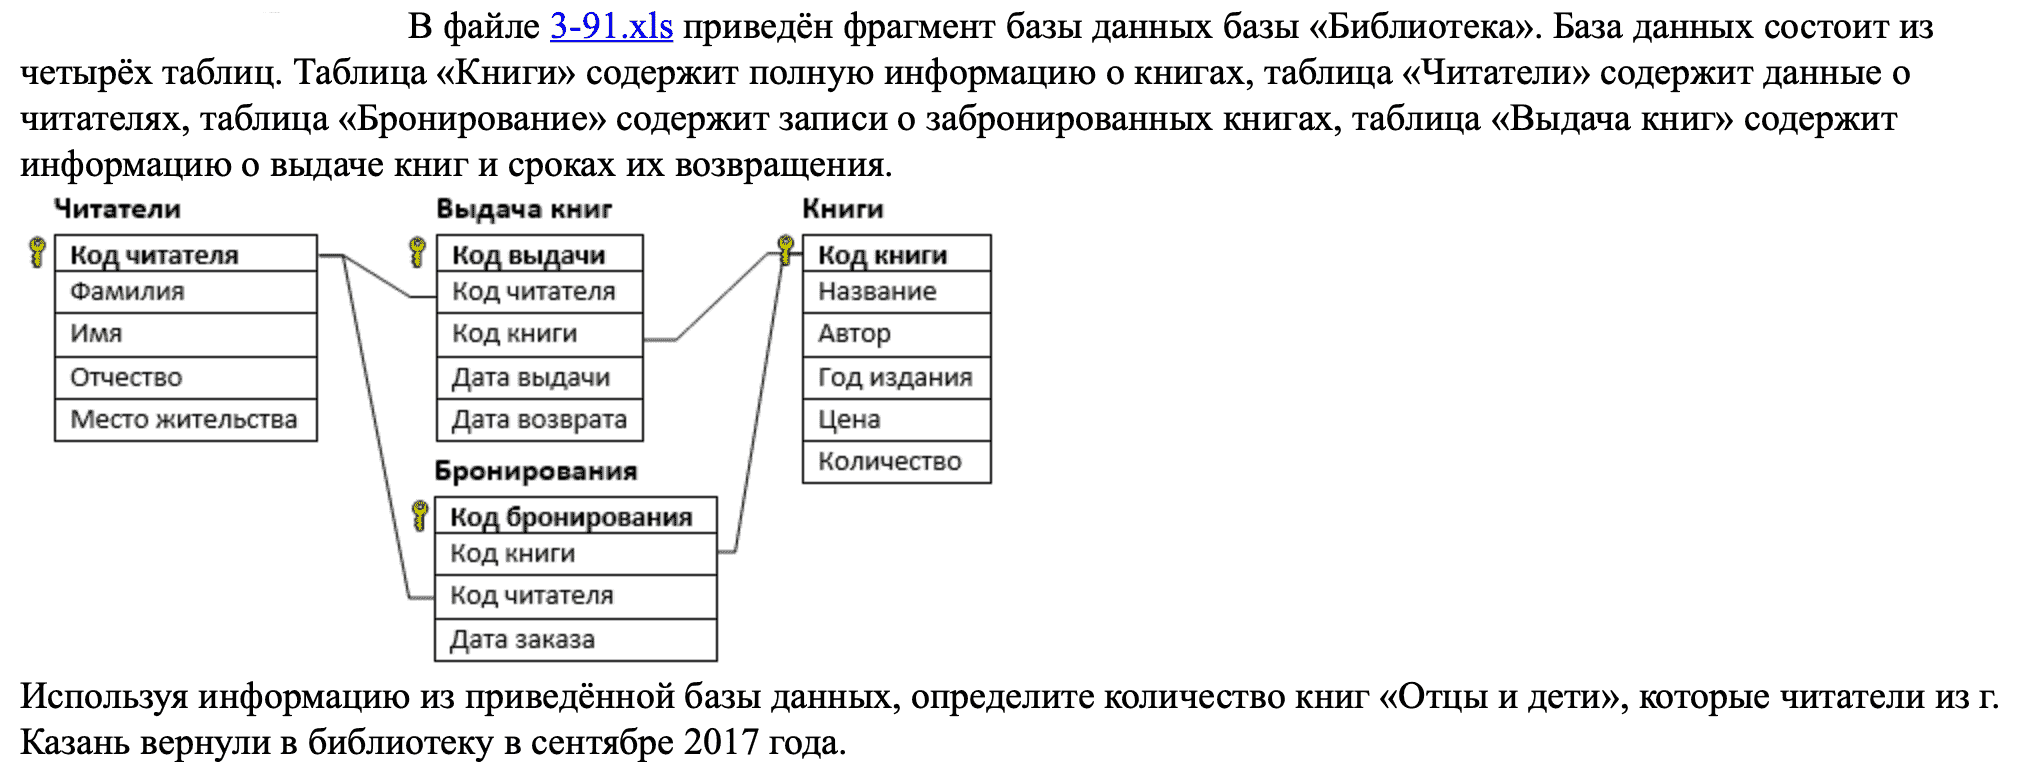 В файле 3-91.xls приведён фрагмент базы данных базы «Библиотека». База данных состоит из
четырёх таблиц. Таблица «Книги» содержит полную информацию о книгах, таблица «Читатели» содержит данные о
читателях, таблица «Бронирование» содержит записи о забронированных книгах, таблица «Выдача книг» содержит
информацию о выдаче книг и сроках их возвращения.
Читатели
Код читателя
Фамилия
Имя
Отчество
Место жительства
Выдача книг
Код выдачи
Код читателя
Код книги
Дата выдачи
Дата возврата
Книги
Код книги
Название
Автор
Год издания
Цена
Количество
Бронирования
Код бронирования
Код книги
Код читателя
Дата заказа
Используя информацию из приведённой базы данных, определите количество книг «Отцы и дети», которые читатели из г.
Казань вернули в библиотеку в сентябре 2017 года.